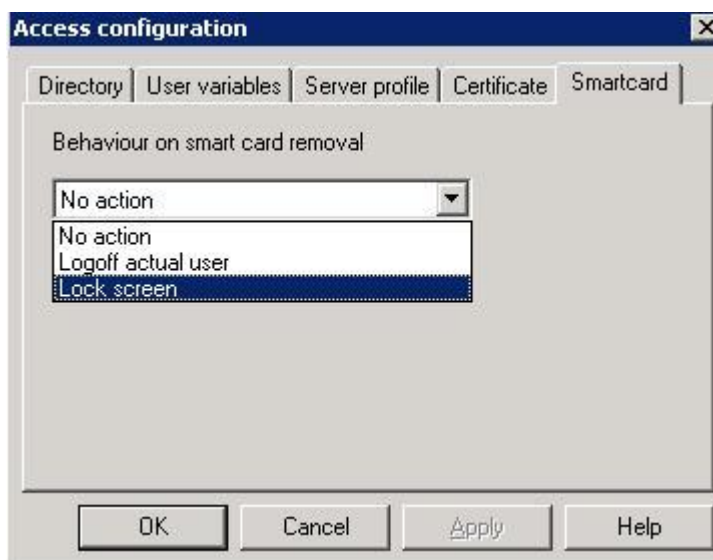 Access configuration
Directory User variables Server profile Certificate Smartcard
Behaviour on smart card removal
No action
No action
Logoff actual user
Lock screen
OK Cancel Apply Help